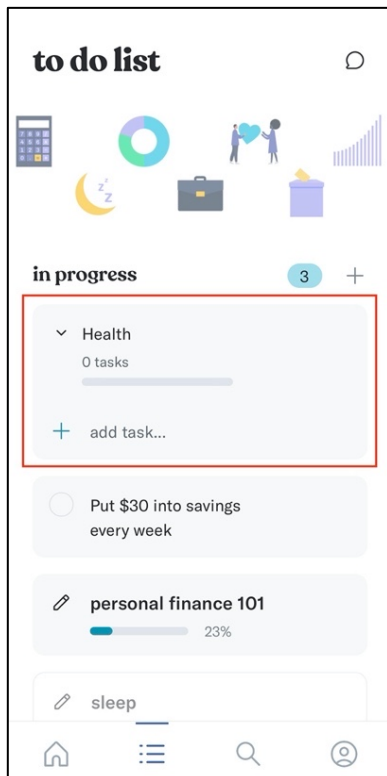 to do list
z z z
in progress
3
Health
0 tasks
add task...
Put $30 into savings
every week
personal finance 101
23%
sleep